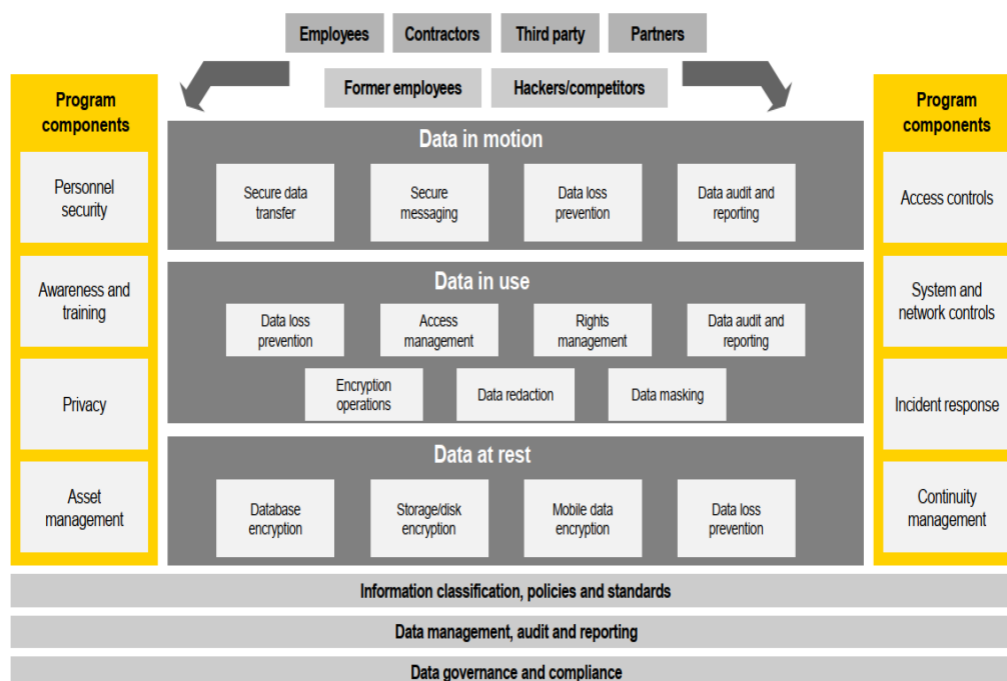 Employees
Contractors
Third party
Partners
Former employees
Hackers/competitors
Program
components
Personnel
security
Awareness and
training
Privacy
Asset
management
Data in motion
Secure data
transfer
Secure
messaging
Data loss
prevention
Data audit and
reporting
Data in use
Data loss
prevention
Access
management
Rights
management
Data audit and
reporting
Encryption
operations
Data redaction
Data masking
Data at rest
Database
encryption
Storage/disk
encryption
Mobile data
encryption
Data loss
prevention
Program
components
Access controls
System and
network controls
Incident response
Continuity
management
Information classification, policies and standards
Data management, audit and reporting
Data governance and compliance